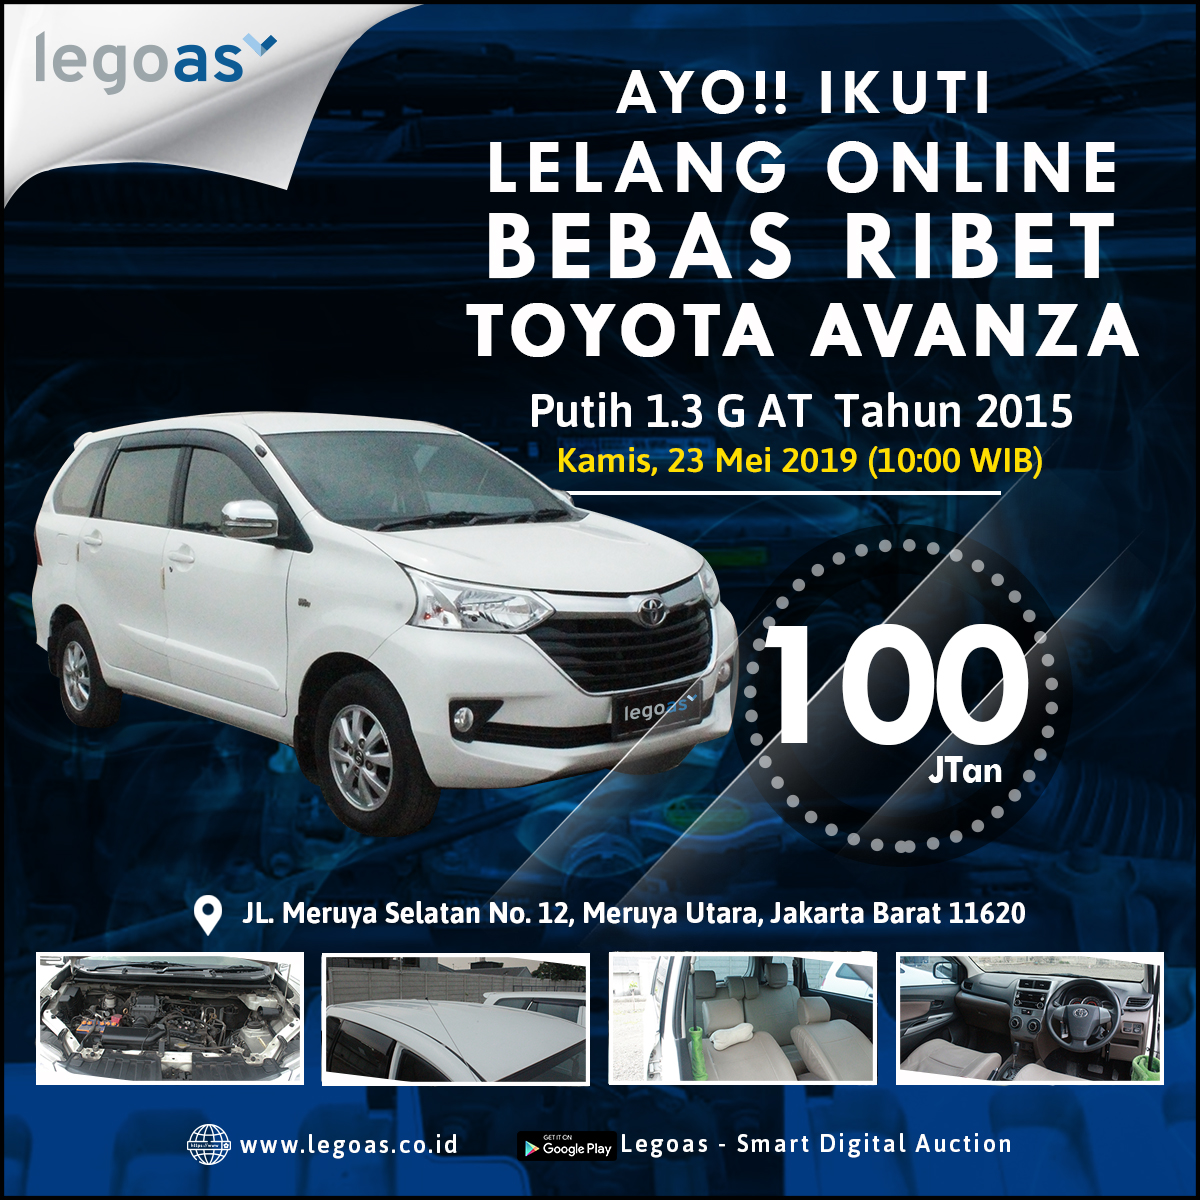 legoas
AYO!! IKUTI
LELANG ONLINE
BEBAS RIBET
TOYOTA AVANZA
Putih 1.3 G AT Tahun 2015
Kamis, 23 Mei 2019 (10:00 WIB)
legoas
100
JTan
JL. Meruya Selatan No. 12, Meruya Utara, Jakarta Barat 11620
https://www.
www.legoas.co.id
GET IT ON
Google Play
Legoas - Smart Digital Auction